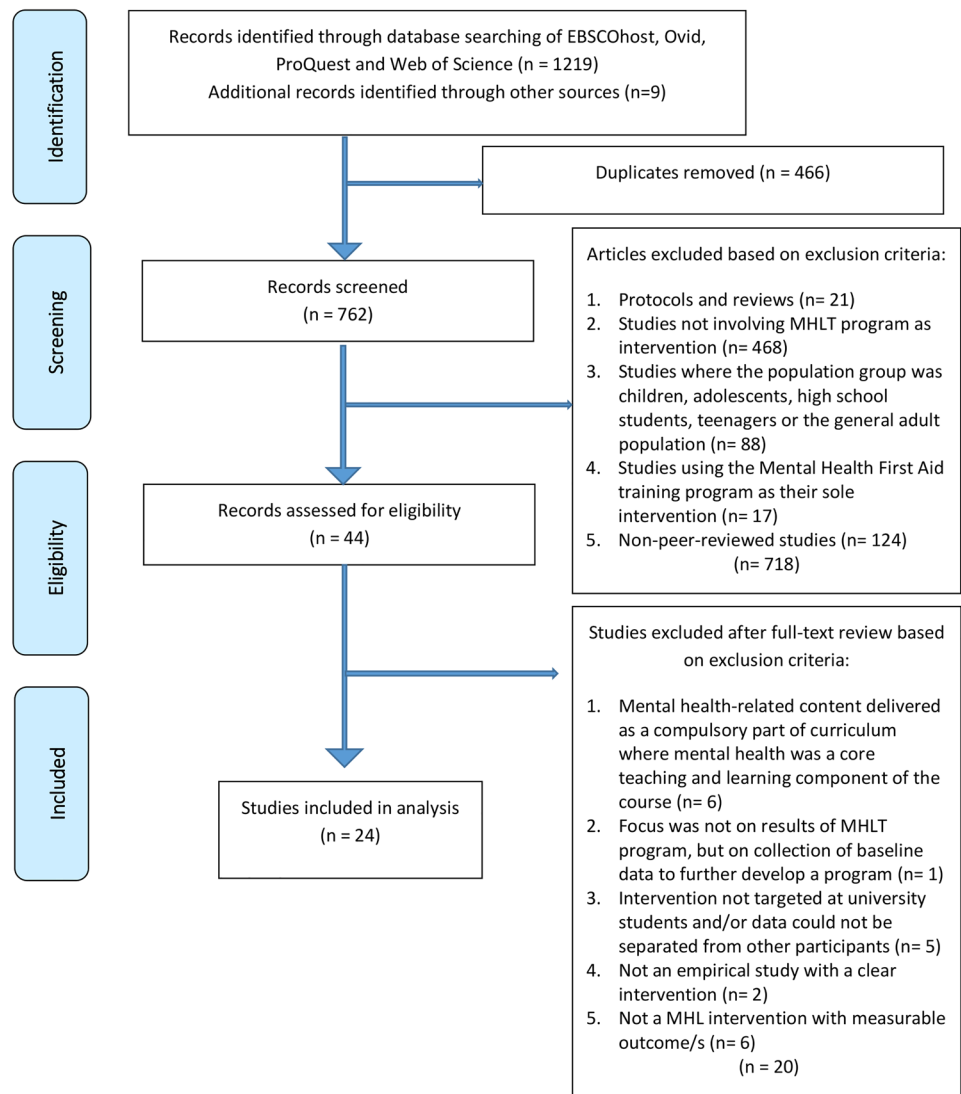 Identification
Records identified through database searching of EBSCOhost, Ovid,
ProQuest and Web of Science (n = 1219)
Additional records identified through other sources (n=9)
Duplicates removed (n = 466)
Screening
Records screened
(n = 762)
Articles excluded based on exclusion criteria:
1. Protocols and reviews (n= 21)
2. Studies not involving MHLT program as
intervention (n= 468)
3. Studies where the population group was
children, adolescents, high school
students, teenagers or the general adult
population (n= 88)
4. Studies using the Mental Health First Aid
training program as their sole
intervention (n= 17)
5. Non-peer-reviewed studies (n= 124)
(n= 718)
Eligibility
Records assessed for eligibility
(n = 44)
Studies excluded after full-text review based
on exclusion criteria:
1. Mental health-related content delivered
as a compulsory part of curriculum
where mental health was a core
teaching and learning component of the
course (n= 6)
2. Focus was not on results of MHLT
program, but on collection of baseline
data to further develop a program (n= 1)
3. Intervention not targeted at university
students and/or data could not be
separated from other participants (n= 5)
4. Not an empirical study with a clear
intervention (n= 2)
5. Not a MHL intervention with measurable
outcome/s (n= 6)
(n = 20)
Included
Studies included in analysis
(n = 24)